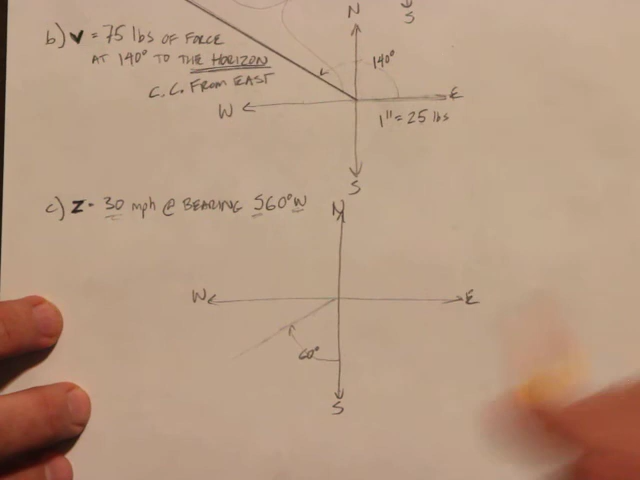 N
S
b) v = 75 lbs OF FORCE
AT 140° TO THE HORIZON
C.C. FROM EAST
140°
W
E
1" = 25 lbs
S
c) Z = 30 mph @ BEARING S60°W
N
W
E
60°
S